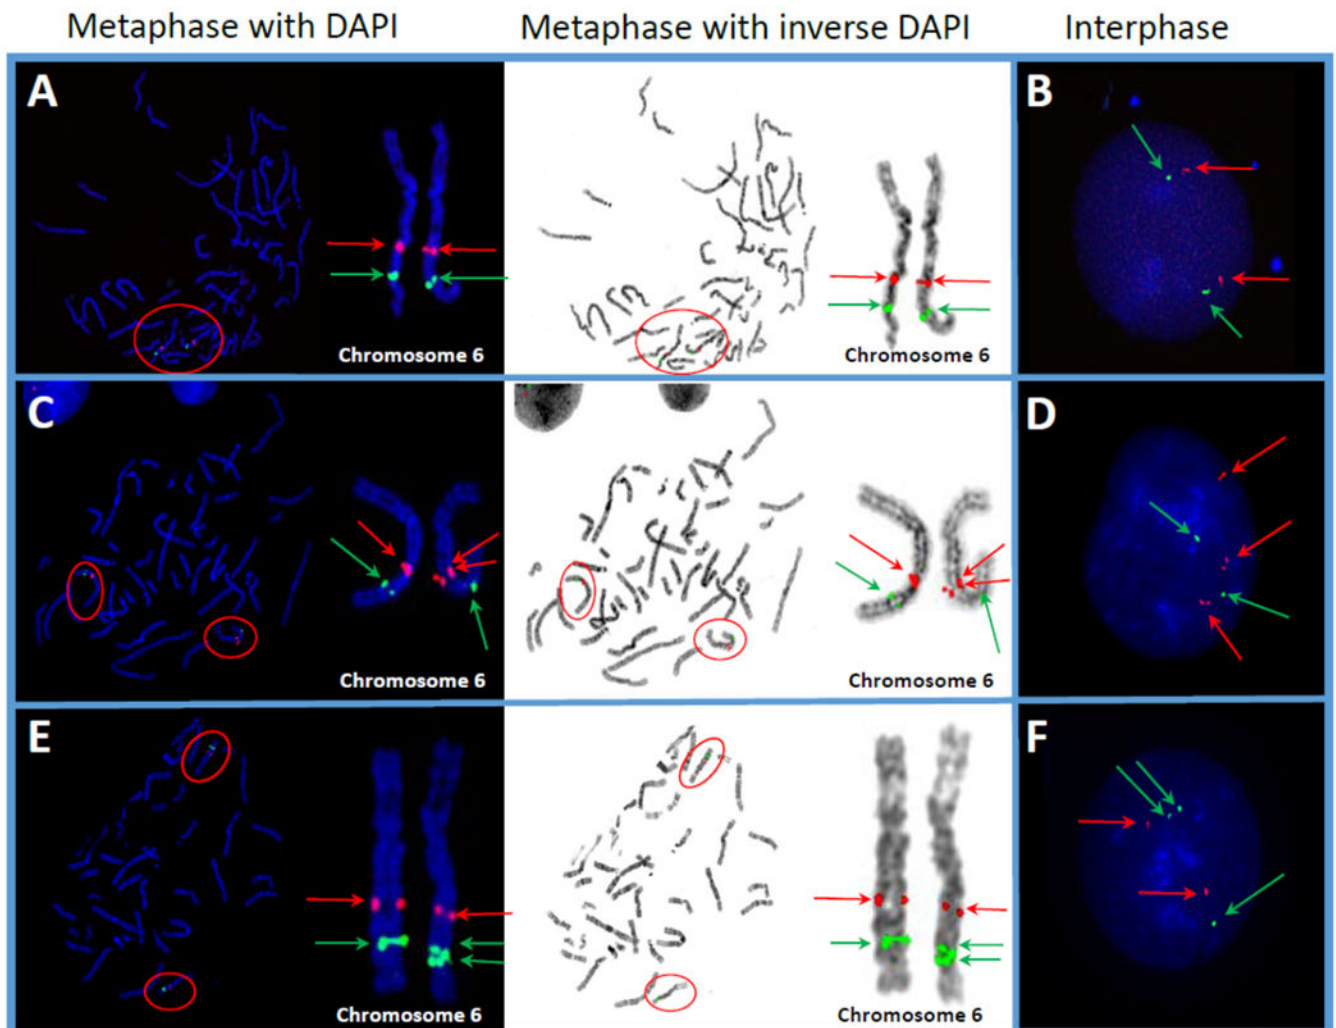 Metaphase with DAPI
Metaphase with inverse DAPI
Interphase
A
Chromosome 6
Chromosome 6
B
C
Chromosome 6
Chromosome 6
D
E
Chromosome 6
Chromosome 6
F